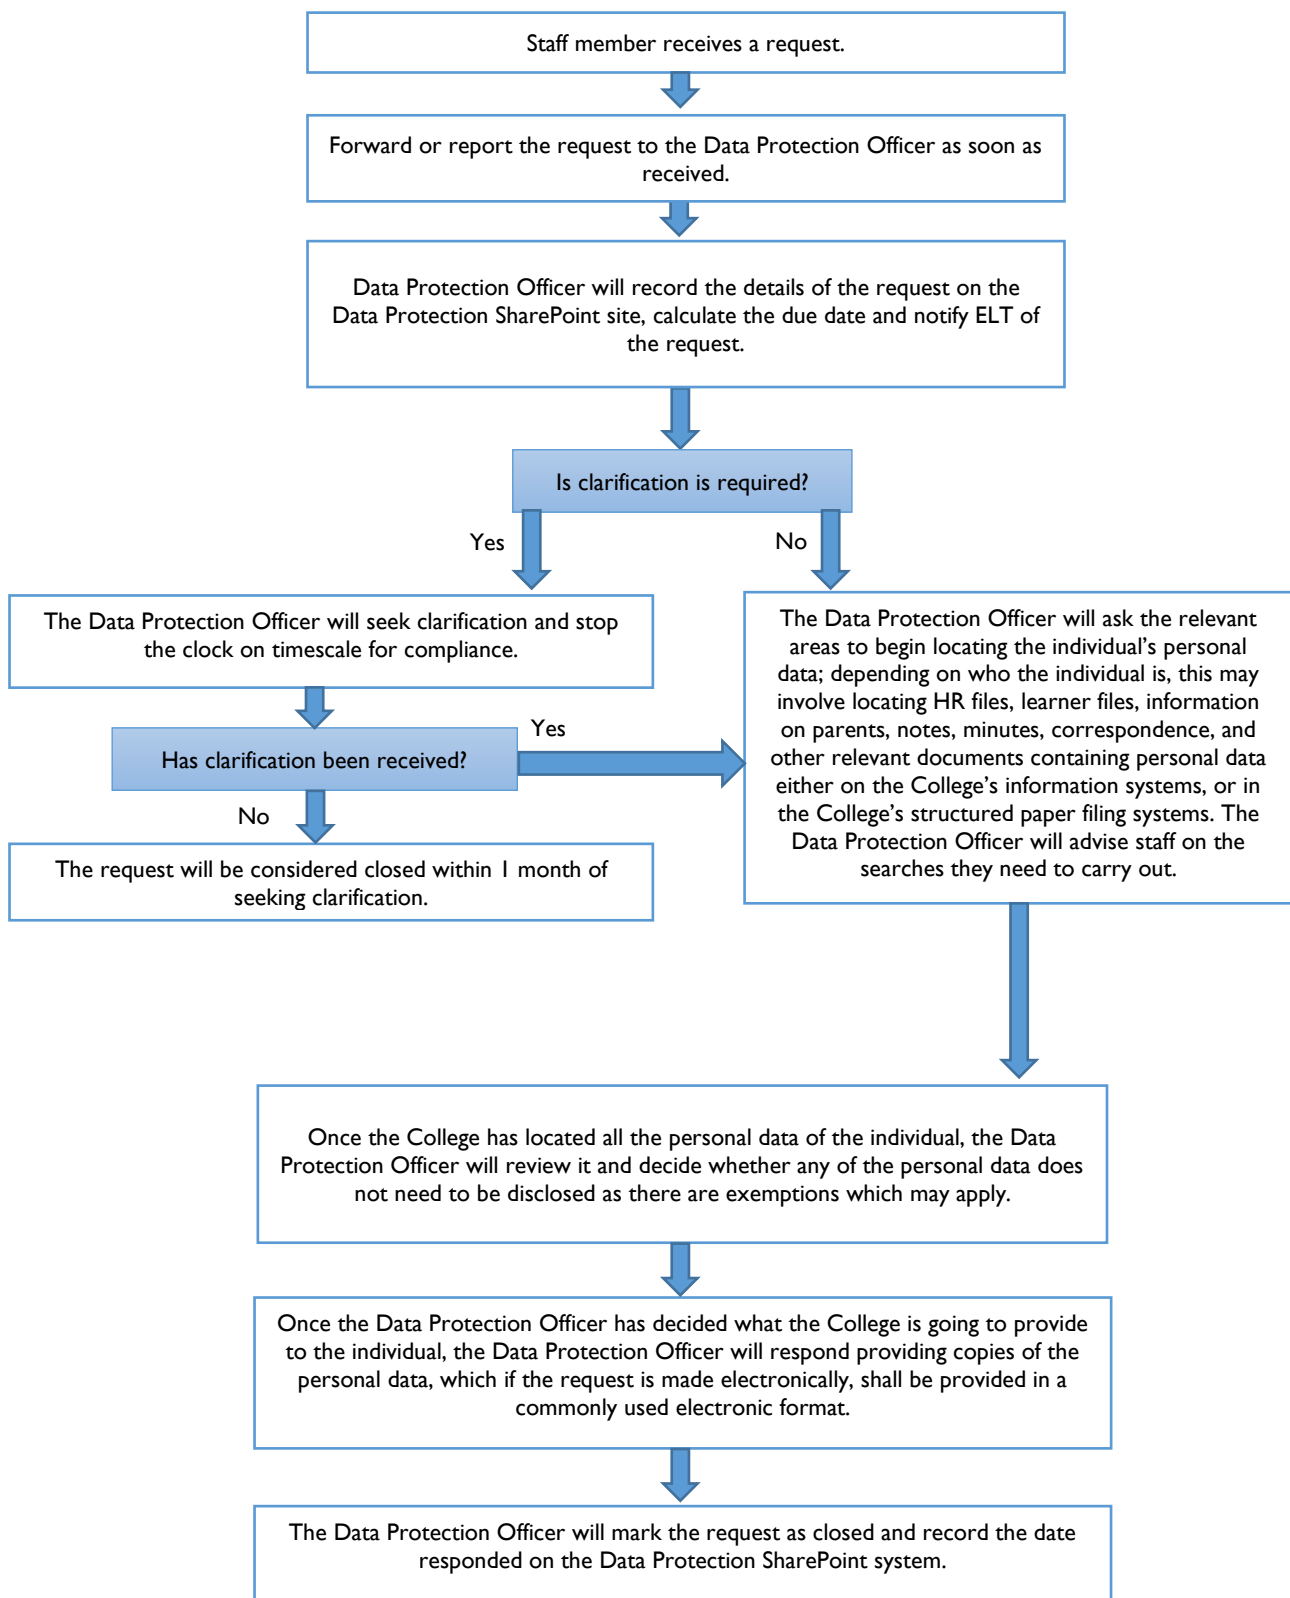 Staff member receives a request.
Forward or report the request to the Data Protection Officer as soon as
received.
Data Protection Officer will record the details of the request on the
Data Protection SharePoint site, calculate the due date and notify ELT of
the request.
Is clarification is required?
Yes
No
The Data Protection Officer will seek clarification and stop
the clock on timescale for compliance.
Has clarification been received?
Yes
No
The request will be considered closed within 1 month of
seeking clarification.
The Data Protection Officer will ask the relevant
areas to begin locating the individual’s personal
data; depending on who the individual is, this may
involve locating HR files, learner files, information
on parents, notes, minutes, correspondence, and
other relevant documents containing personal data
either on the College’s information systems, or in
the College’s structured paper filing systems. The
Data Protection Officer will advise staff on the
searches they need to carry out.
Once the College has located all the personal data of the individual, the Data
Protection Officer will review it and decide whether any of the personal data does
not need to be disclosed as there are exemptions which may apply.
Once the Data Protection Officer has decided what the College is going to provide
to the individual, the Data Protection Officer will respond providing copies of the
personal data, which if the request is made electronically, shall be provided in a
commonly used electronic format.
The Data Protection Officer will mark the request as closed and record the date
responded on the Data Protection SharePoint system.